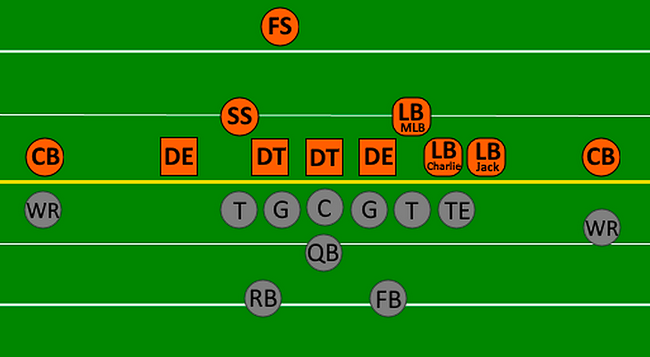 FS
SS
LB
MLB
CB
DE
DT
DT
DE
LB
Charlie
LB
Jack
CB
WR
T
G
C
G
T
TE
WR
QB
RB
FB